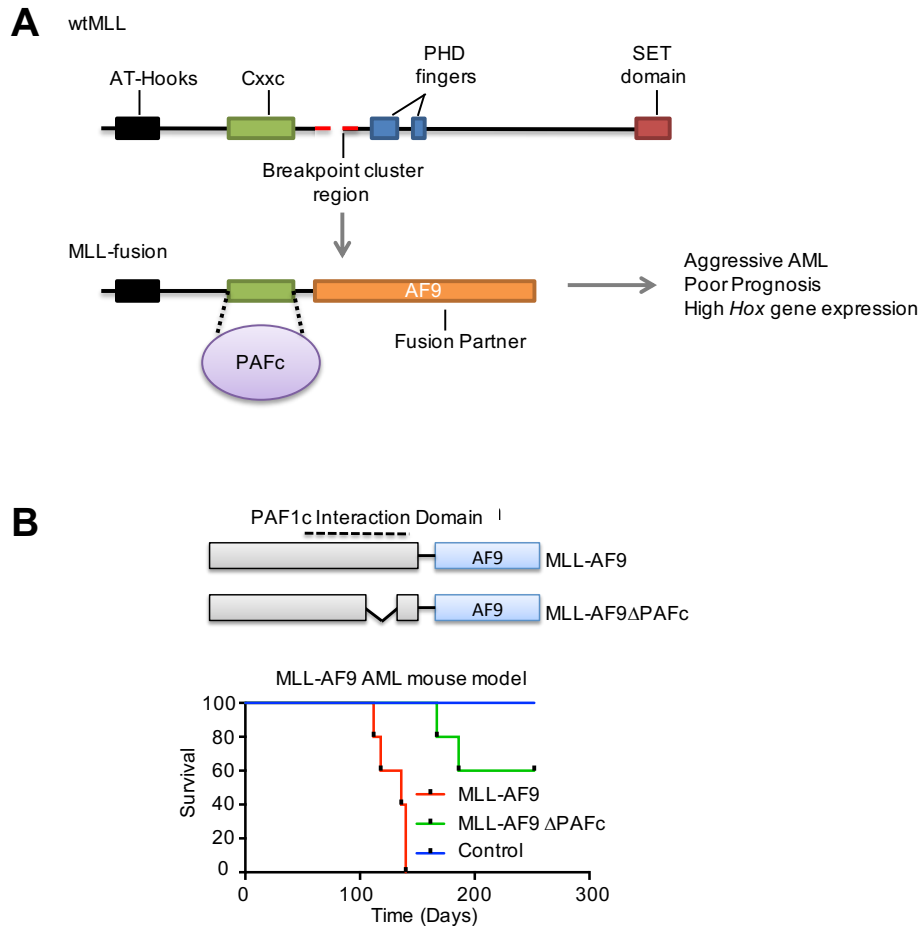 A
wtMLL
AT-Hooks
Cxxc
PHD
fingers
SET
domain
Breakpoint cluster
region
MLL-fusion
AF9
Fusion Partner
PAFc
Aggressive AML
Poor Prognosis
High Hox gene expression
B
PAF1c Interaction Domain
AF9
MLL-AF9
AF9
MLL-AF9ΔPAFc
MLL-AF9 AML mouse model
Survival
100
80
60
40
20
0
MLL-AF9
MLL-AF9 ΔPAFc
Control
0
100
200
300
Time (Days)